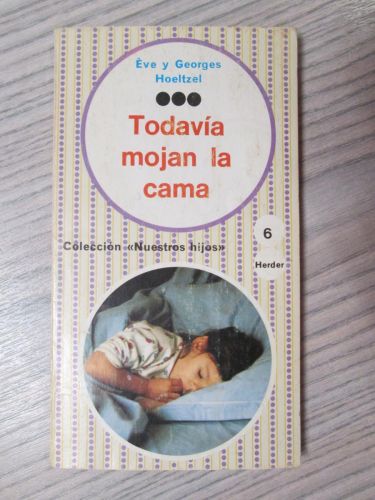 Ève y Georges
Hoeltzel
Todavía
mojan la
cama
6
Colección «Nuestros hijos»
Herder